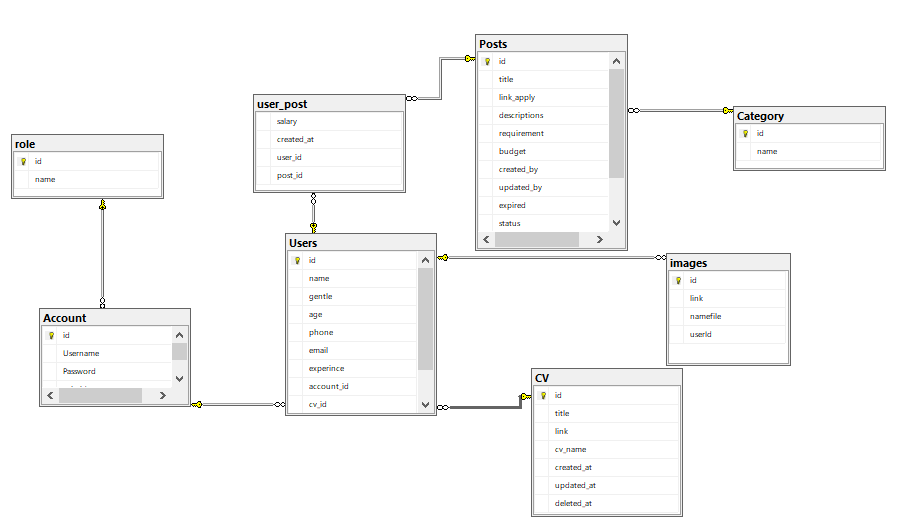 Posts
id
title
link_apply
descriptions
requirement
budget
created_by
updated_by
expired
status
user_post
salary
created_at
user_id
post_id
Category
id
name
role
id
name
Users
id
name
gentle
age
phone
email
experince
account_id
cv_id
images
id
link
namefile
userId
Account
id
Username
Password
CV
id
title
link
cv_name
created_at
updated_at
deleted_at